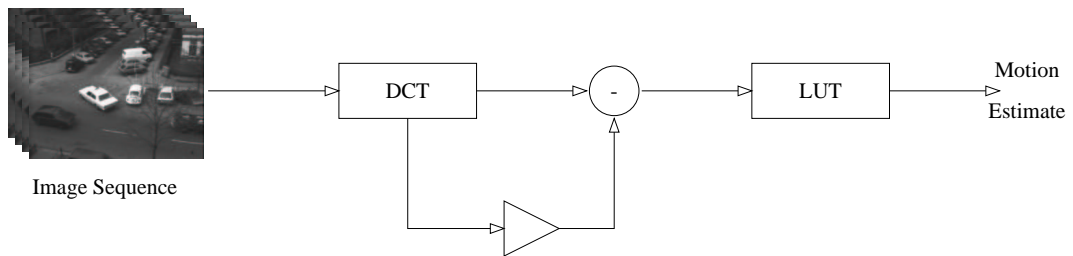 Image Sequence
DCT
-
LUT
Motion
Estimate